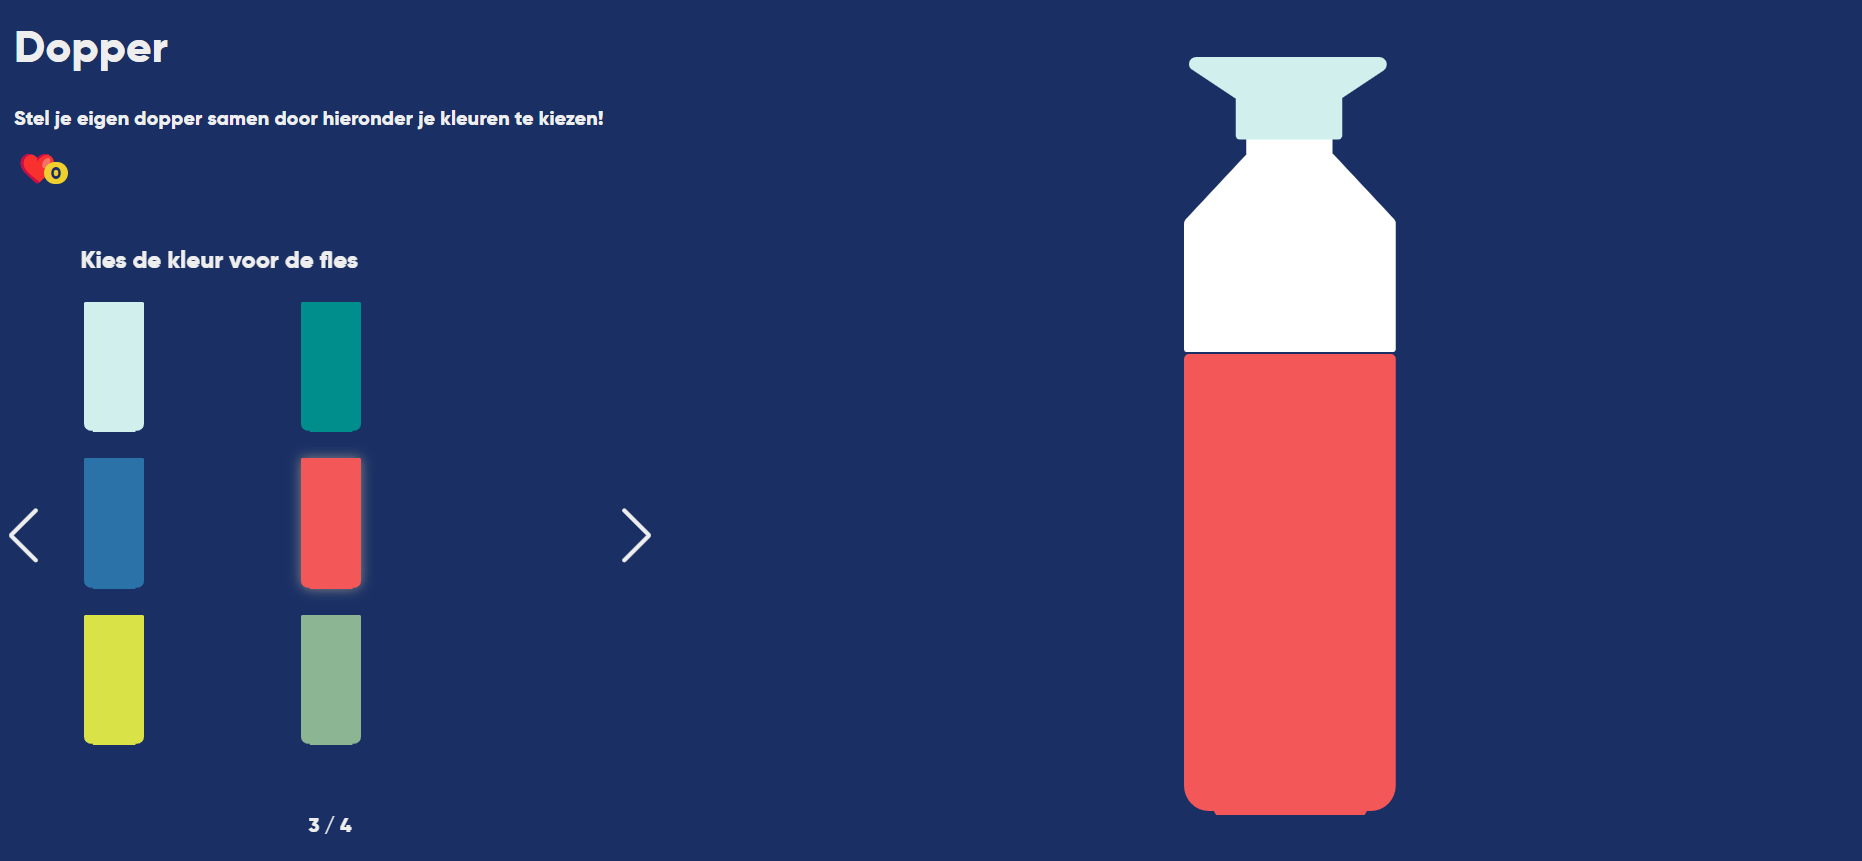 Dopper
Stel je eigen dopper samen door hieronder je kleuren te kiezen!
0
Kies de kleur voor de fles
3 / 4